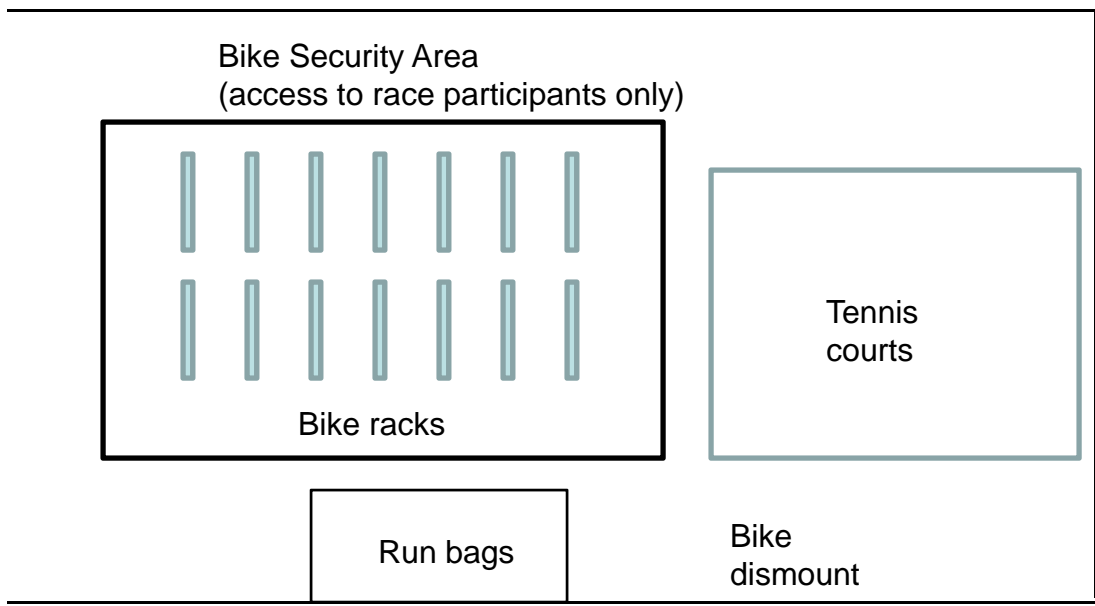 Bike Security Area
(access to race participants only)
Tennis
courts
Bike racks
Run bags
Bike
dismount